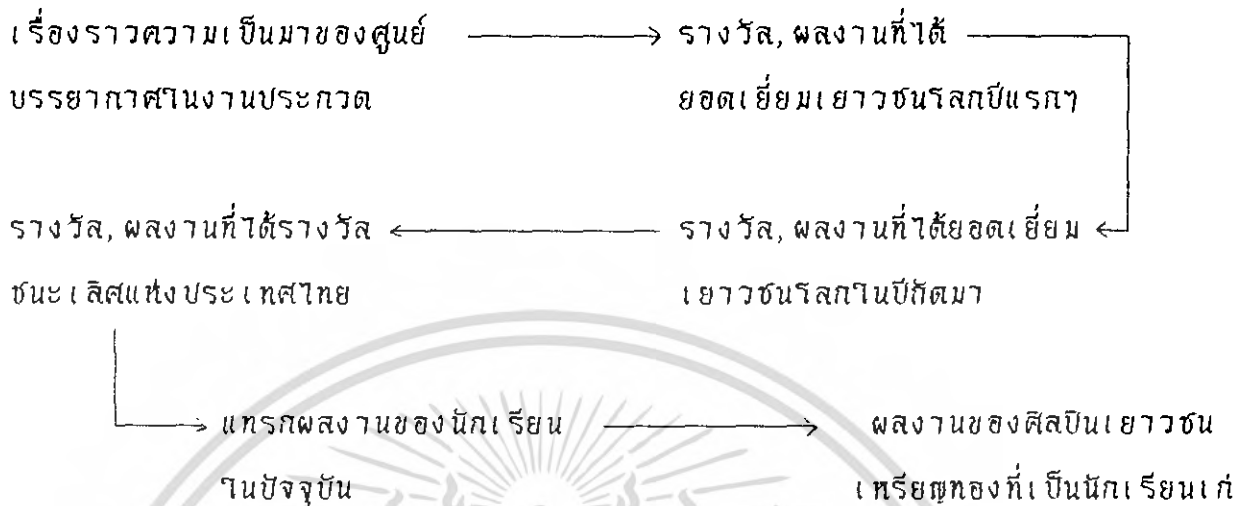 เรื่องราวความเป็นมาของศูนย์
บรรยากาศในงานประกวด
รางวัล, ผลงานที่ได้
ยอดเยี่ยมเยาวชนโลกปีแรกๆ
รางวัล, ผลงานที่ได้ยอดเยี่ยม
เยาวชนโลกในปีถัดมา
รางวัล, ผลงานที่ได้รางวัล
ชนะเลิศแห่งประเทศไทย
แทรกผลงานของนักเรียน
ในปัจจุบัน
ผลงานของศิลปินเยาวชน
เหรียญทองที่เป็นนักเรียนเก่